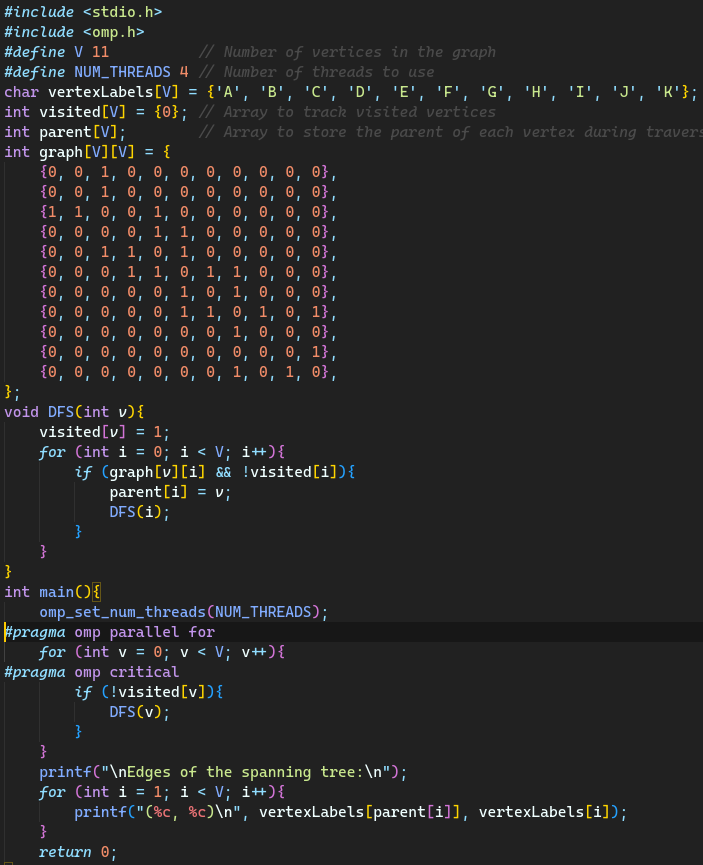 #include <stdio.h>
#include <omp.h>
#define V 11          // Number of vertices in the graph
#define NUM_THREADS 4 // Number of threads to use
char vertexLabels[V] = {'A', 'B', 'C', 'D', 'E', 'F', 'G', 'H', 'I', 'J', 'K'};
int visited[V] = {0}; // Array to track visited vertices
int parent[V];        // Array to store the parent of each vertex during travers
int graph[V][V] = {
    {0, 0, 1, 0, 0, 0, 0, 0, 0, 0, 0},
    {0, 0, 1, 0, 0, 0, 0, 0, 0, 0, 0},
    {1, 1, 0, 0, 1, 0, 0, 0, 0, 0, 0},
    {0, 0, 0, 0, 1, 1, 0, 0, 0, 0, 0},
    {0, 0, 1, 1, 0, 1, 0, 0, 0, 0, 0},
    {0, 0, 0, 1, 1, 0, 1, 1, 0, 0, 0},
    {0, 0, 0, 0, 0, 1, 0, 1, 0, 0, 0},
    {0, 0, 0, 0, 0, 1, 1, 0, 1, 0, 1},
    {0, 0, 0, 0, 0, 0, 0, 1, 0, 0, 0},
    {0, 0, 0, 0, 0, 0, 0, 0, 0, 0, 1},
    {0, 0, 0, 0, 0, 0, 0, 1, 0, 1, 0},
};
void DFS(int v){
    visited[v] = 1;
    for (int i = 0; i < V; i++){
        if (graph[v][i] && !visited[i]){
            parent[i] = v;
            DFS(i);
        }
    }
}
int main(){
    omp_set_num_threads(NUM_THREADS);
#pragma omp parallel for
    for (int v = 0; v < V; v++){
#pragma omp critical
        if (!visited[v]){
            DFS(v);
        }
    }
    printf("\nEdges of the spanning tree:\n");
    for (int i = 1; i < V; i++){
        printf("(%c, %c)\n", vertexLabels[parent[i]], vertexLabels[i]);
    }
    return 0;